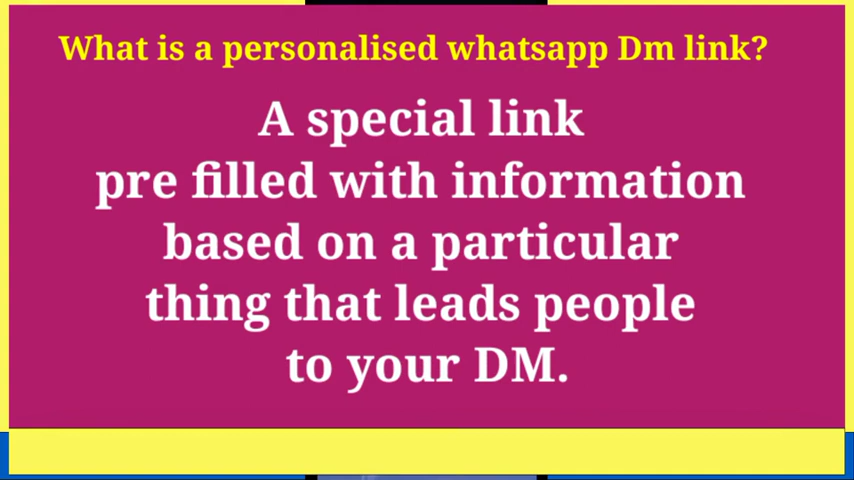 What is a personalised whatsapp Dm link?
A special link
pre filled with information
based on a particular
thing that leads people
to your DM.